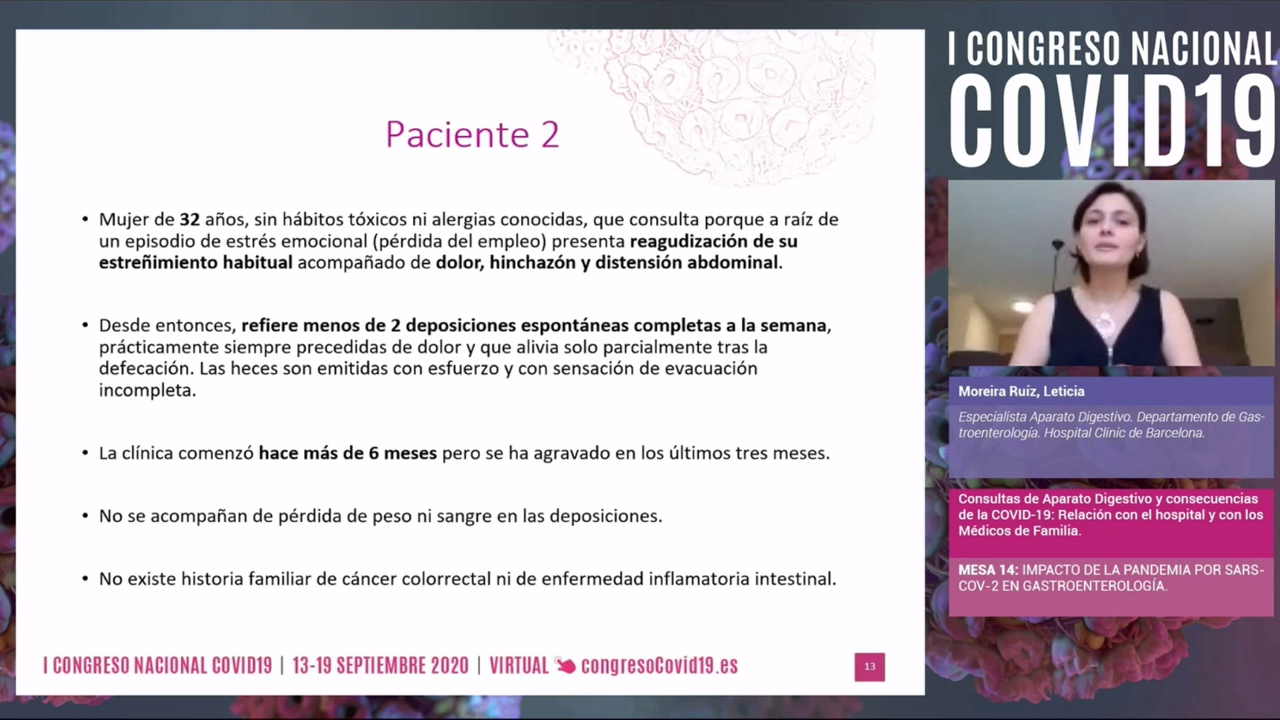 Paciente 2
• Mujer de 32 años, sin hábitos tóxicos ni alergias conocidas, que consulta porque a raíz de
un episodio de estrés emocional (pérdida del empleo) presenta reagudización de su
estreñimiento habitual acompañado de dolor, hinchazón y distensión abdominal.
• Desde entonces, refiere menos de 2 deposiciones espontáneas completas a la semana,
prácticamente siempre precedidas de dolor y que alivia solo parcialmente tras la
defecación. Las heces son emitidas con esfuerzo y con sensación de evacuación
incompleta.
• La clínica comenzó hace más de 6 meses pero se ha agravado en los últimos tres meses.
• No se acompañan de pérdida de peso ni sangre en las deposiciones.
• No existe historia familiar de cáncer colorrectal ni de enfermedad inflamatoria intestinal.
I CONGRESO NACIONAL COVID19 | 13-19 SEPTIEMBRE 2020 | VIRTUAL congresoCovid19.es
13
I CONGRESO NACIONAL
COVID19
Moreira Ruíz, Leticia
Especialista Aparato Digestivo. Departamento de Gas-
troenterología. Hospital Clínic de Barcelona.
Consultas de Aparato Digestivo y consecuencias
de la COVID-19: Relación con el hospital y con los
Médicos de Familia.
MESA 14: IMPACTO DE LA PANDEMIA POR SARS-
COV-2 EN GASTROENTEROLOGÍA.